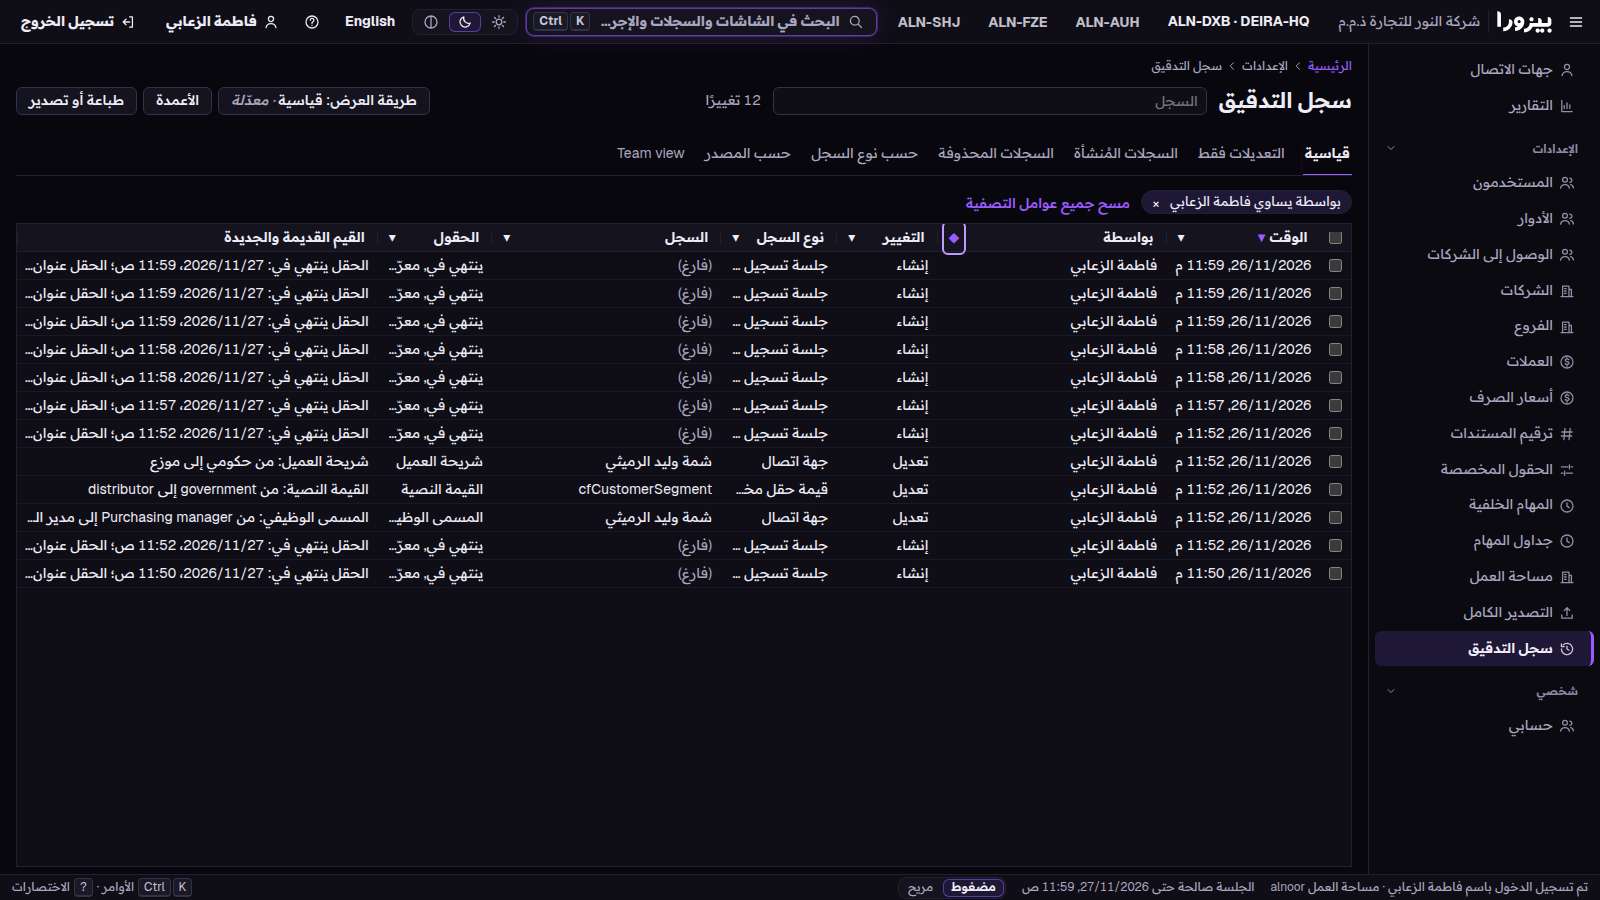 بيزورا
شركة النور للتجارة ذ.م.م
ALN-DXB · DEIRA-HQ
ALN-AUH
ALN-FZE
ALN-SHJ
البحث في الشاشات والسجلات والإجر... Ctrl K
English
فاطمة الزعابي
تسجيل الخروج
جهات الاتصال
التقارير
الإعدادات
المستخدمون
الأدوار
الوصول إلى الشركات
الشركات
الفروع
العملات
أسعار الصرف
ترقيم المستندات
الحقول المخصصة
المهام الخلفية
جداول المهام
مساحة العمل
التصدير الكامل
سجل التدقيق
شخصي
حسابي
الرئيسية › الإعدادات › سجل التدقيق
سجل التدقيق
السجل
12 تغييرًا
طريقة العرض: قياسية · معدّلة
الأعمدة
طباعة أو تصدير
قياسية
التعديلات فقط
السجلات المُنشأة
السجلات المحذوفة
حسب نوع السجل
حسب المصدر
Team view
بواسطة يساوي فاطمة الزعابي ×
مسح جميع عوامل التصفية
الوقت ▼ بواسطة التغيير نوع السجل السجل الحقول القيم القديمة والجديدة
26/11/2026, 11:59 م فاطمة الزعابي إنشاء جلسة تسجيل ... (فارغ) ينتهي في, معرّ... الحقل ينتهي في: 2026/11/27، 11:59 ص؛ الحقل عنوان...
26/11/2026, 11:59 م فاطمة الزعابي إنشاء جلسة تسجيل ... (فارغ) ينتهي في, معرّ... الحقل ينتهي في: 2026/11/27، 11:59 ص؛ الحقل عنوان...
26/11/2026, 11:59 م فاطمة الزعابي إنشاء جلسة تسجيل ... (فارغ) ينتهي في, معرّ... الحقل ينتهي في: 2026/11/27، 11:59 ص؛ الحقل عنوان...
26/11/2026, 11:58 م فاطمة الزعابي إنشاء جلسة تسجيل ... (فارغ) ينتهي في, معرّ... الحقل ينتهي في: 2026/11/27، 11:58 ص؛ الحقل عنوان...
26/11/2026, 11:58 م فاطمة الزعابي إنشاء جلسة تسجيل ... (فارغ) ينتهي في, معرّ... الحقل ينتهي في: 2026/11/27، 11:58 ص؛ الحقل عنوان...
26/11/2026, 11:57 م فاطمة الزعابي إنشاء جلسة تسجيل ... (فارغ) ينتهي في, معرّ... الحقل ينتهي في: 2026/11/27، 11:57 ص؛ الحقل عنوان...
26/11/2026, 11:52 م فاطمة الزعابي إنشاء جلسة تسجيل ... (فارغ) ينتهي في, معرّ... الحقل ينتهي في: 2026/11/27، 11:52 ص؛ الحقل عنوان...
26/11/2026, 11:52 م فاطمة الزعابي تعديل جهة اتصال شمة وليد الرميثي شريحة العميل شريحة العميل: من حكومي إلى موزع
26/11/2026, 11:52 م فاطمة الزعابي تعديل قيمة حقل مخ... cfCustomerSegment القيمة النصية القيمة النصية: من government إلى distributor
26/11/2026, 11:52 م فاطمة الزعابي تعديل جهة اتصال شمة وليد الرميثي المسمى الوظي... المسمى الوظيفي: من Purchasing manager إلى مدير الـ...
26/11/2026, 11:52 م فاطمة الزعابي إنشاء جلسة تسجيل ... (فارغ) ينتهي في, معرّ... الحقل ينتهي في: 2026/11/27، 11:52 ص؛ الحقل عنوان...
26/11/2026, 11:50 م فاطمة الزعابي إنشاء جلسة تسجيل ... (فارغ) ينتهي في, معرّ... الحقل ينتهي في: 2026/11/27، 11:50 ص؛ الحقل عنوان...
تم تسجيل الدخول باسم فاطمة الزعابي · مساحة العمل alnoor
الجلسة صالحة حتى 27/11/2026, 11:59 ص
مضغوط
مريح
Ctrl K الأوامر · ? الاختصارات